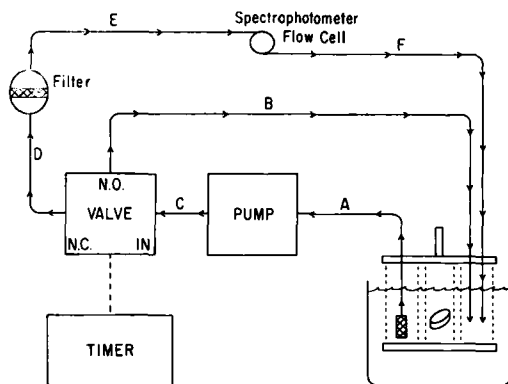 E
Spectrophotometer
Flow Cell
F
Filter
B
D
N.O.
VALVE
C
PUMP
A
N.C.
IN
TIMER